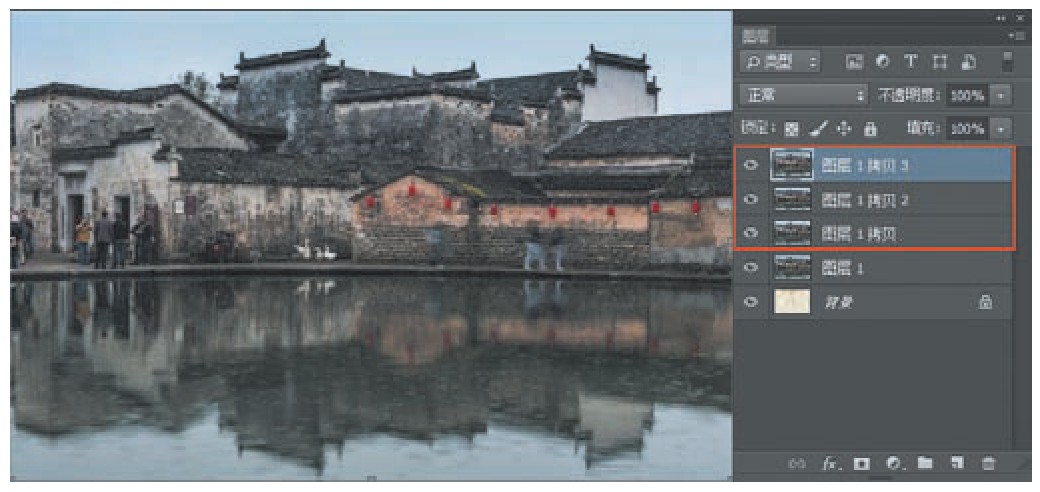 图层
类型
T
正常 不透明度: 100%
锁定: 填充: 100%
图层 1 拷贝 3
图层 1 拷贝 2
图层 1 拷贝
图层 1
背景
fx.